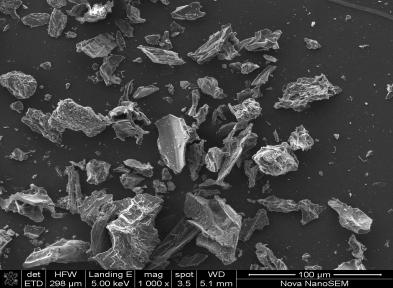 det HFW Landing E mag spot WD 100 µm
ETD 298 µm 5.00 keV 1 000 x 3.5 5.1 mm Nova NanoSEM